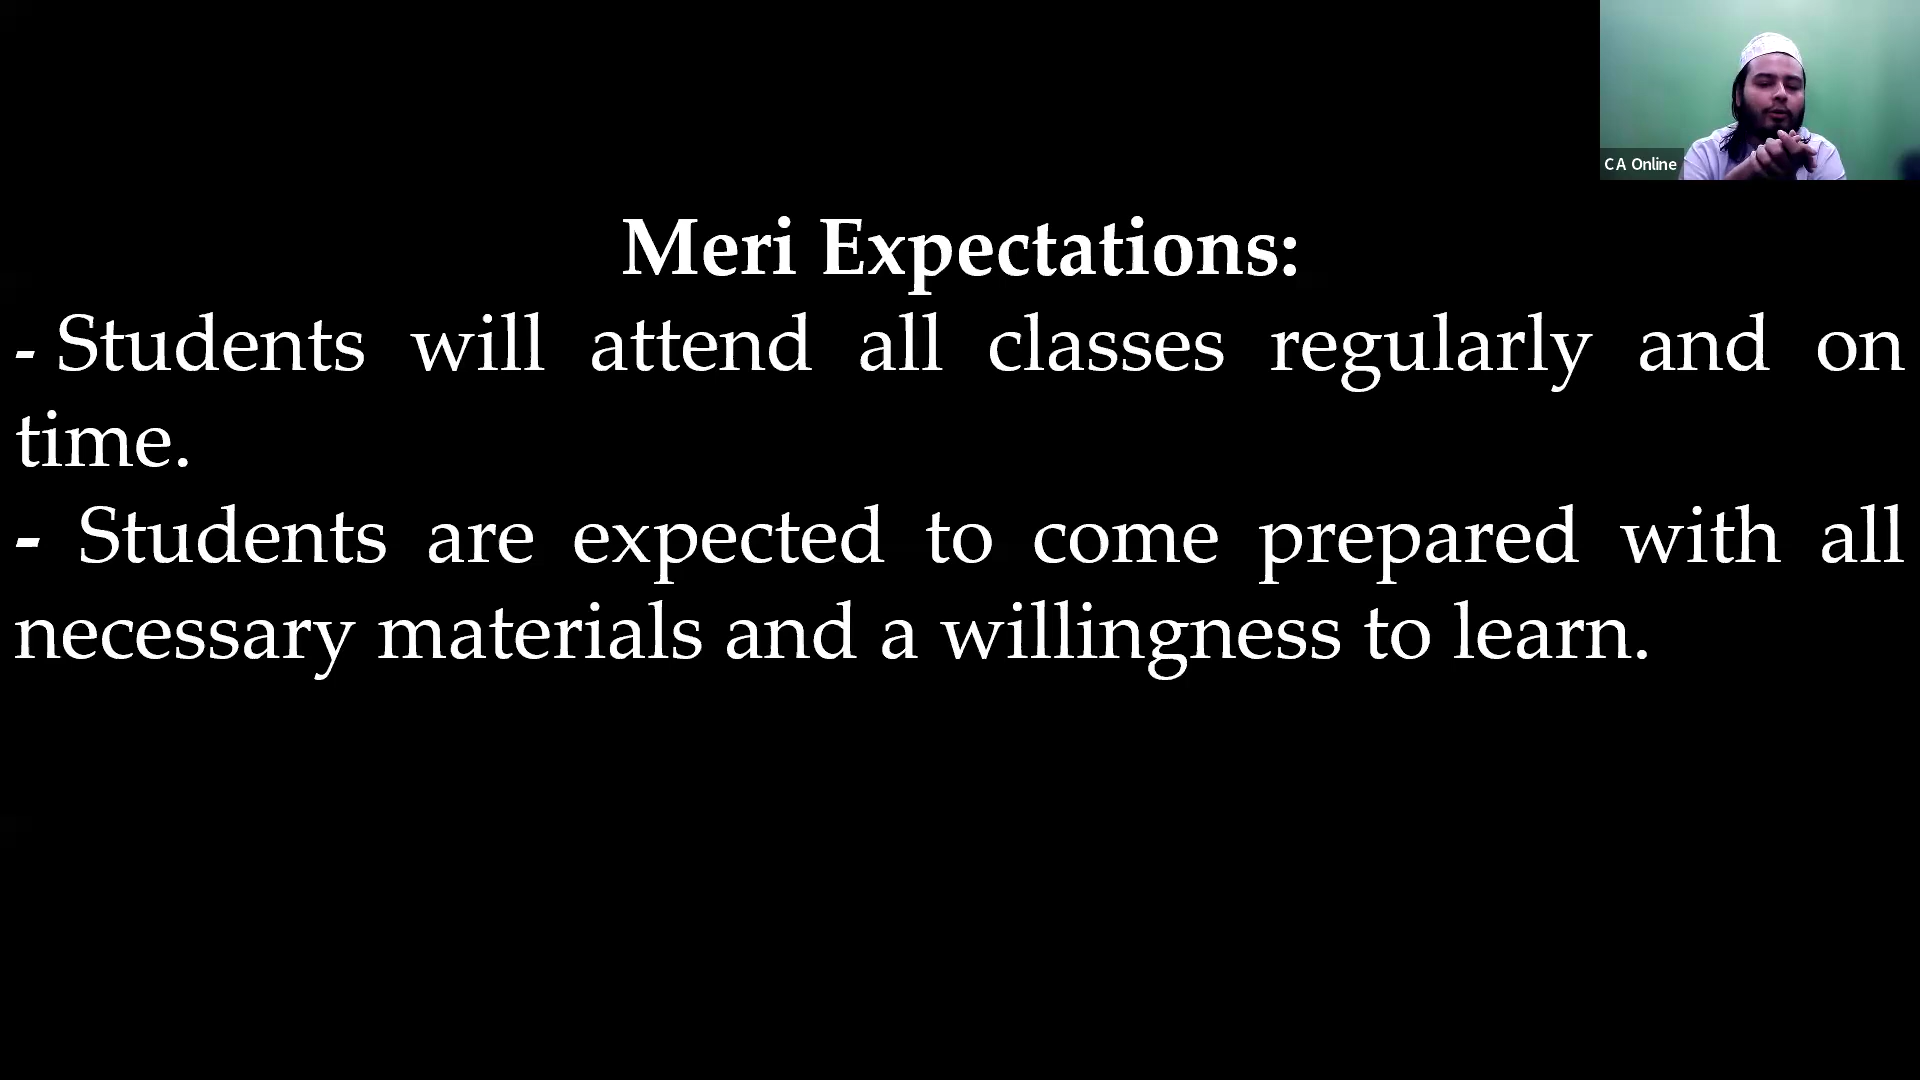 C A Online
Meri Expectations:
- Students will attend all classes regularly and on
time.
- Students are expected to come prepared with all
necessary materials and a willingness to learn.